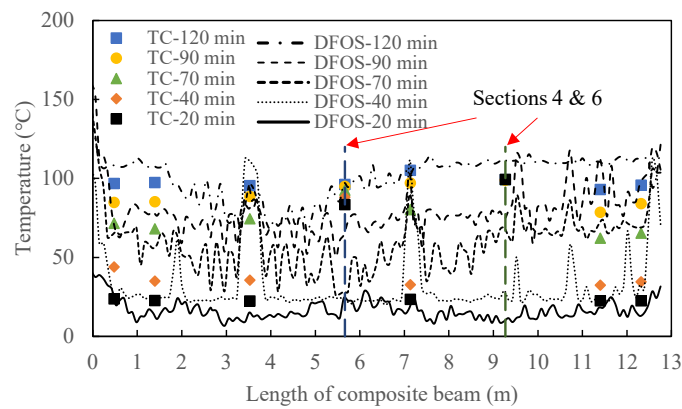 200
150
100
50
0
Temperature (°C)
TC-120 min
TC-90 min
TC-70 min
TC-40 min
TC-20 min
DFOS-120 min
DFOS-90 min
DFOS-70 min
DFOS-40 min
DFOS-20 min
Sections 4 & 6
0 1 2 3 4 5 6 7 8 9 10 11 12 13
Length of composite beam (m)